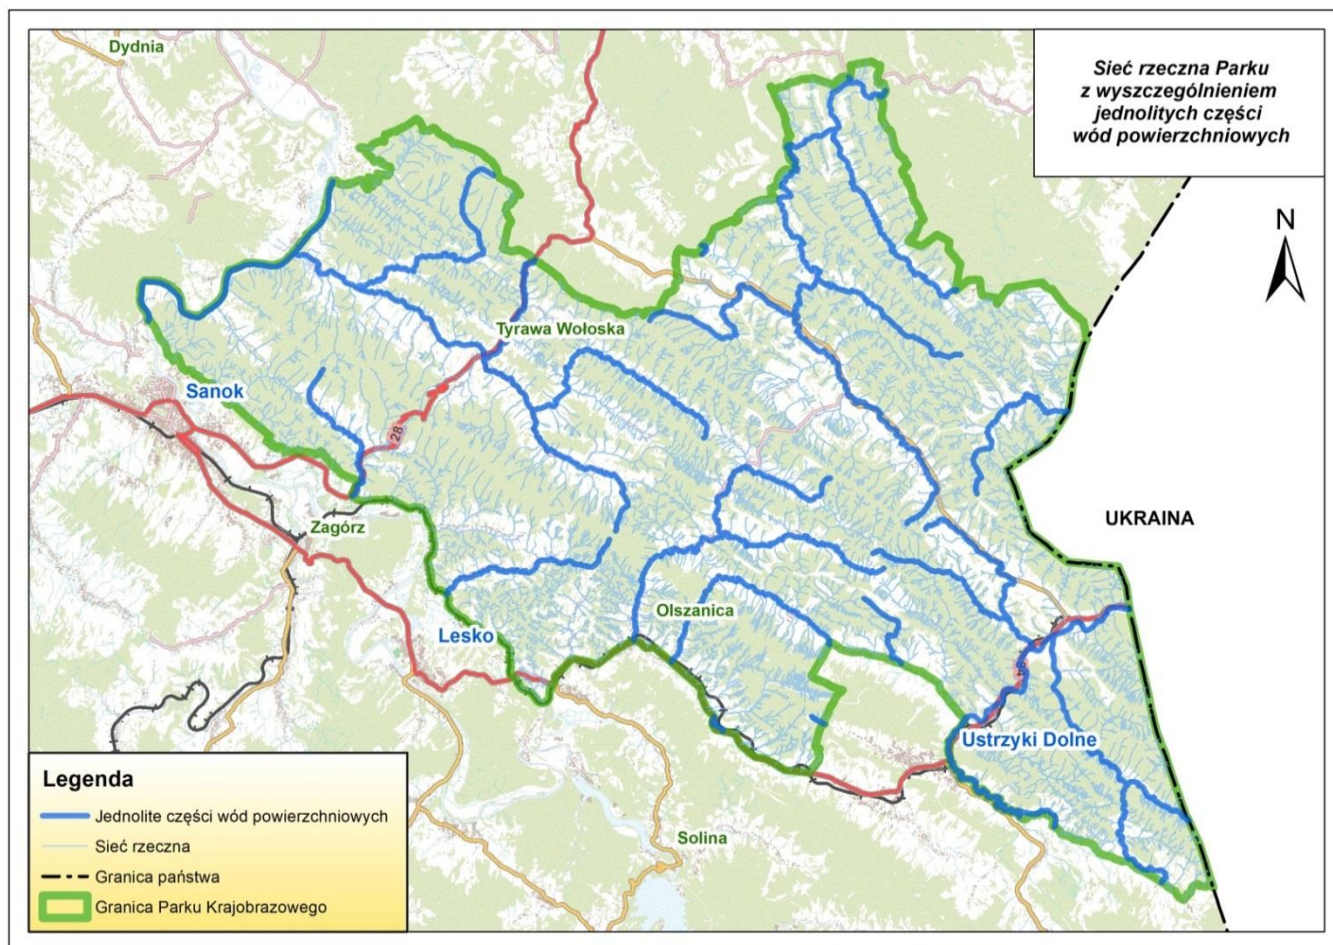 Dydnia
Sieć rzeczna Parku
z wyszczególnieniem
jednolitych części
wód powierzchniowych
N
Tyrawa Wołoska
Sanok
28
Zagórz
UKRAINA
Olszanica
Lesko
Ustrzyki Dolne
Solina
Legenda
Jednolite części wód powierzchniowych
Sieć rzeczna
Granica państwa
Granica Parku Krajobrazowego